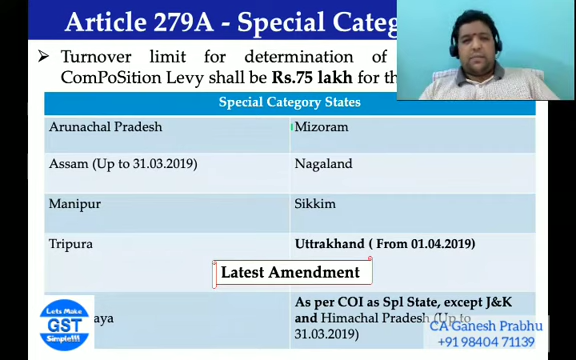 Article 279A - Special Categ
Turnover limit for determination of
ComPoSition Levy shall be Rs.75 lakh for th
Special Category States
Arunachal Pradesh
Mizoram
Assam (Up to 31.03.2019)
Nagaland
Manipur
Sikkim
Tripura
Uttrakhand ( From 01.04.2019)
Latest Amendment
Lets Make
GST
Simple!!!
aya
As per COI as Spl State, except J&K
and Himachal Pradesh (Up to
31.03.2019)
CA Ganesh Prabhu
+91 98404 71139